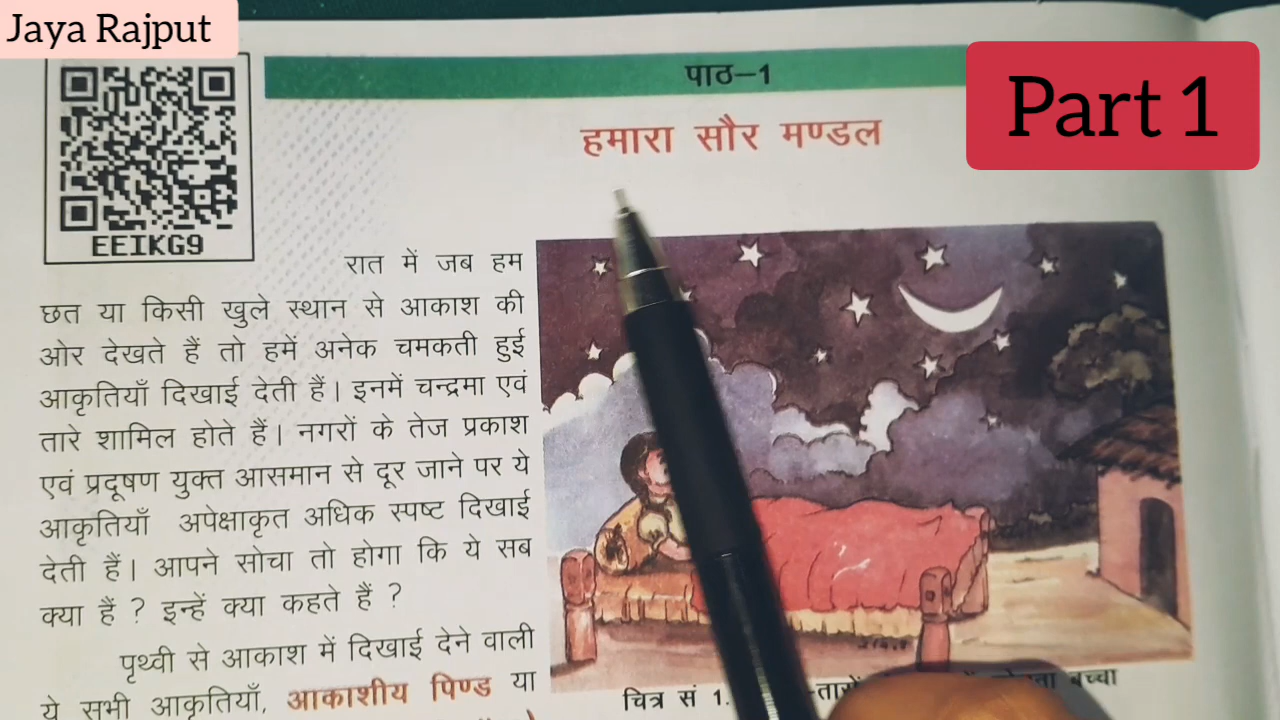 Jaya Rajput
Part 1
EEIKG9
पाठ–1
हमारा सौर मण्डल
रात में जब हम
छत या किसी खुले स्थान से आकाश की
ओर देखते हैं तो हमें अनेक चमकती हुई
आकृतियाँ दिखाई देती हैं। इनमें चन्द्रमा एवं
तारे शामिल होते हैं। नगरों के तेज प्रकाश
एवं प्रदूषण युक्त आसमान से दूर जाने पर ये
आकृतियाँ अपेक्षाकृत अधिक स्पष्ट दिखाई
देती हैं। आपने सोचा तो होगा कि ये सब
क्या हैं ? इन्हें क्या कहते हैं ?
पृथ्वी से आकाश में दिखाई देने वाली
ये सभी आकृतियाँ, आकाशीय पिण्ड या
चित्र सं 1. बच्चा